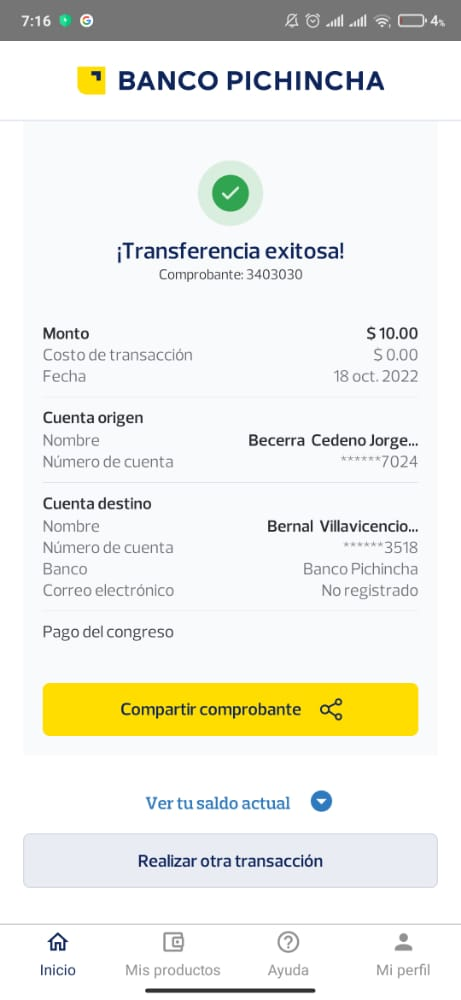 7:16 4%
BANCO PICHINCHA
¡Transferencia exitosa!
Comprobante: 3403030
Monto $ 10.00
Costo de transacción $ 0.00
Fecha 18 oct. 2022
Cuenta origen
Nombre Becerra Cedeno Jorge...
Número de cuenta ******7024
Cuenta destino
Nombre Bernal Villavicencio...
Número de cuenta ******3518
Banco Banco Pichincha
Correo electrónico No registrado
Pago del congreso
Compartir comprobante
Ver tu saldo actual
Realizar otra transacción
Inicio Mis productos Ayuda Mi perfil